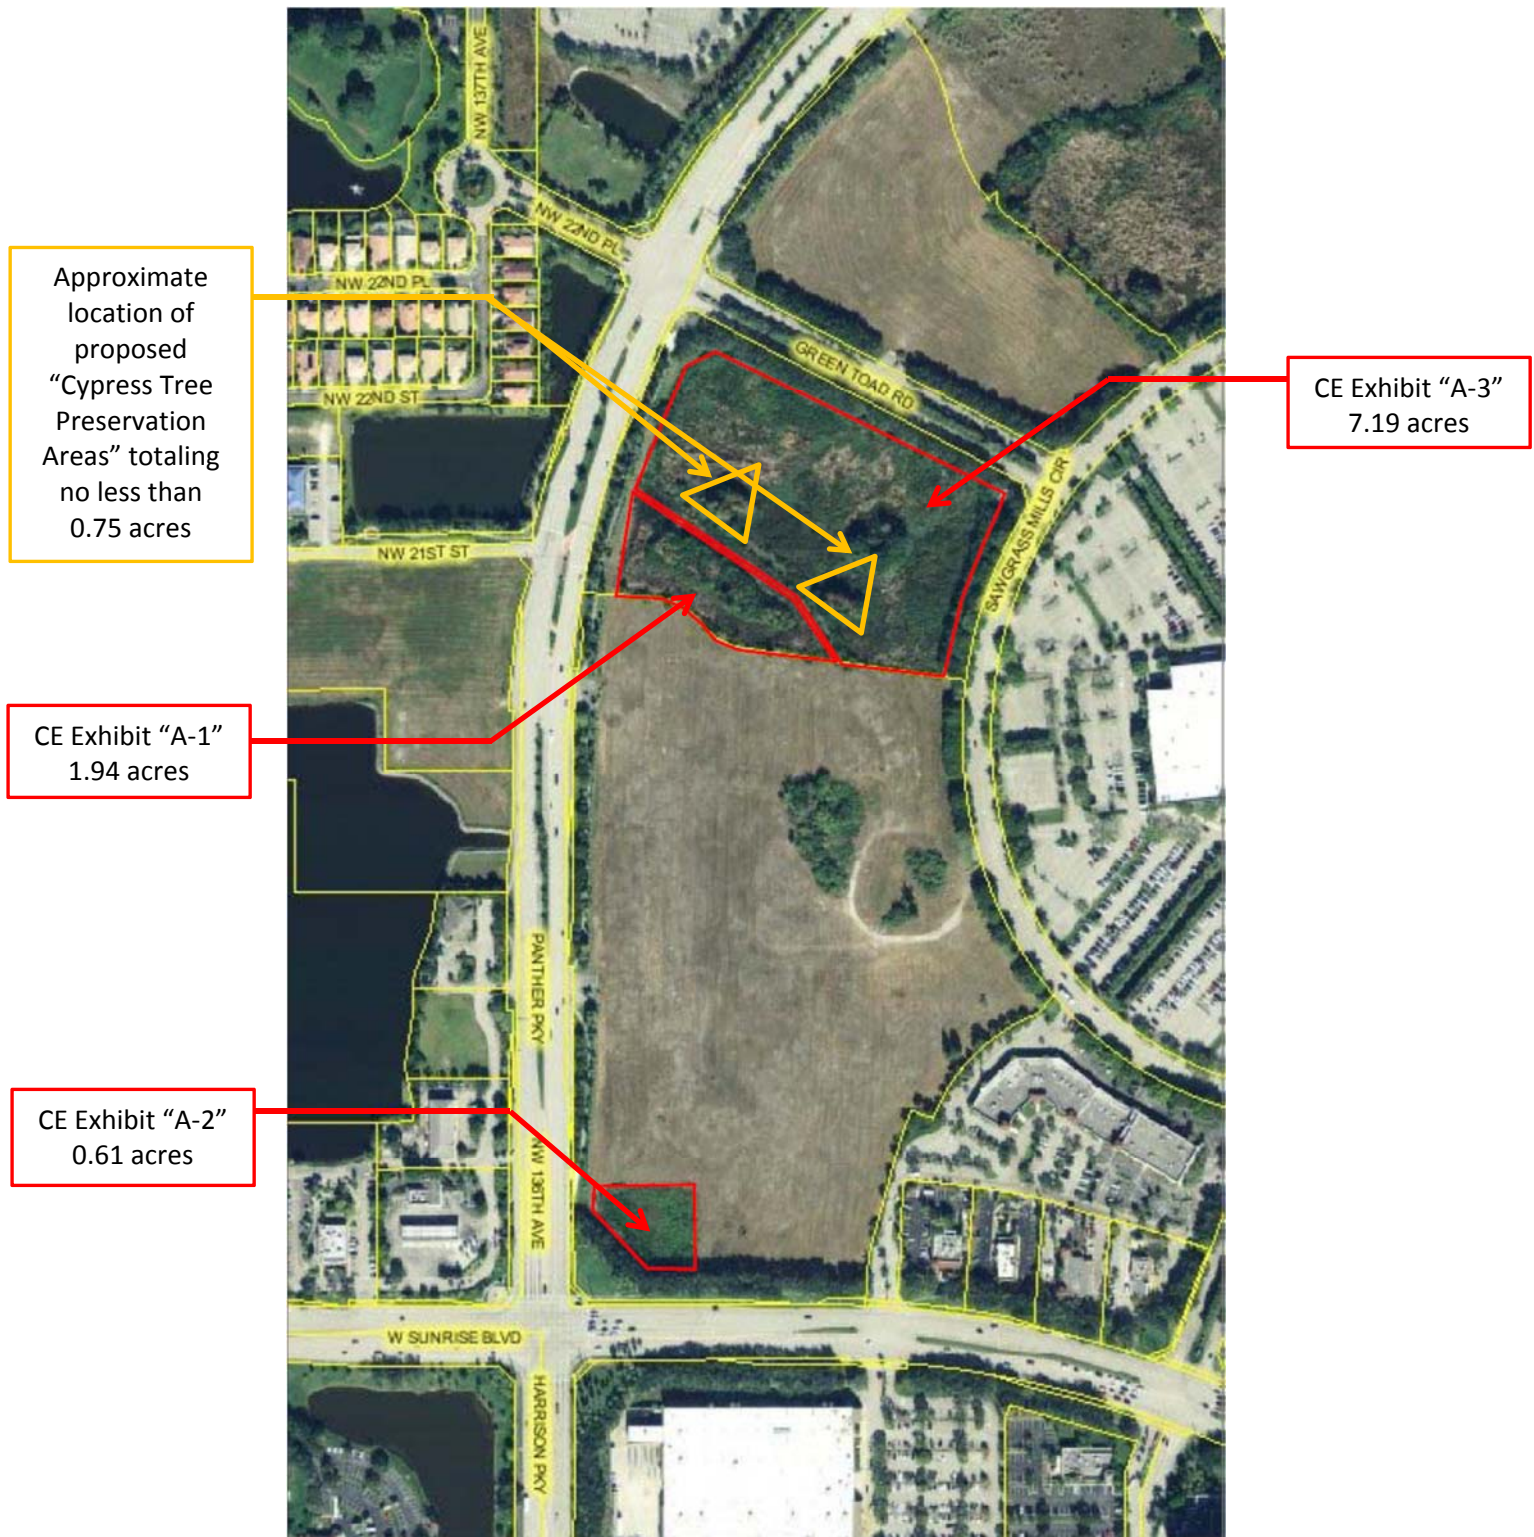 NW 137TH AVE
NW 22ND PL
Approximate
location of
proposed
“Cypress Tree
Preservation
Areas” totaling
no less than
0.75 acres
NW 22ND PL
NW 22ND ST
GREEN TOAD RD
CE Exhibit “A-3”
7.19 acres
SAWGRASS MILLS CIR
NW 21ST ST
CE Exhibit “A-1”
1.94 acres
PANTHER PKY
CE Exhibit “A-2”
0.61 acres
NW 136TH AVE
W SUNRISE BLVD
HARRISON PKY